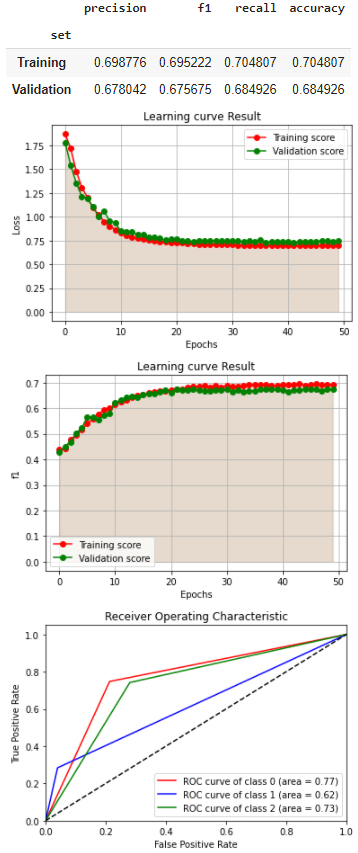 precision f1 recall accuracy
set
Training 0.698776 0.695222 0.704807 0.704807
Validation 0.678042 0.675675 0.684926 0.684926
Learning curve Result
Training score
Validation score
1.75
1.50
1.25
1.00
0.75
0.50
0.25
0.00
Loss
0 10 20 30 40 50
Epochs
Learning curve Result
0.7
0.6
0.5
0.4
0.3
0.2
0.1
0.0
f1
Training score
Validation score
0 10 20 30 40 50
Epochs
Receiver Operating Characteristic
1.0
0.8
0.6
0.4
0.2
0.0
True Positive Rate
ROC curve of class 0 (area = 0.77)
ROC curve of class 1 (area = 0.62)
ROC curve of class 2 (area = 0.73)
0.0 0.2 0.4 0.6 0.8 1.0
False Positive Rate